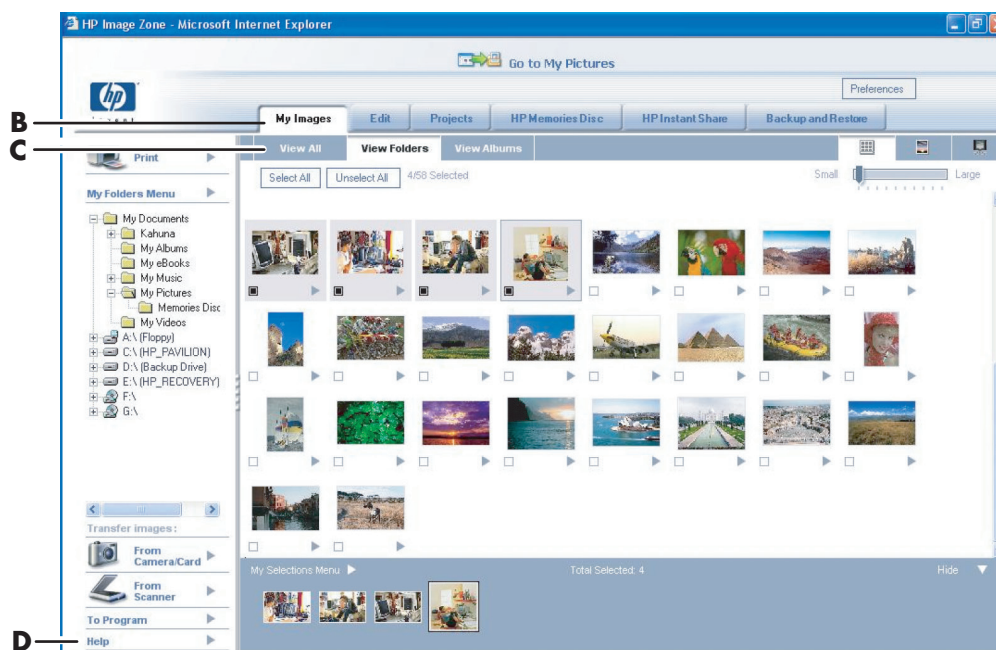 HP Image Zone - Microsoft Internet Explorer
Go to My Pictures
hp
invent
Preferences
B
My Images
Edit
Projects
HP Memories Disc
HP Instant Share
Backup and Restore
C
View All
View Folders
View Albums
Print
Select All
Unselect All
4/58 Selected
Small
Large
My Folders Menu
My Documents
Kahuna
My Albums
My eBooks
My Music
My Pictures
Memories Disc
My Videos
A:\ (Floppy)
C:\ (HP_PAVILION)
D:\ (Backup Drive)
E:\ (HP_RECOVERY)
F:\
G:\
Transfer images:
From
Camera/Card
From
Scanner
To Program
D
Help
My Selections Menu
Total Selected: 4
Hide